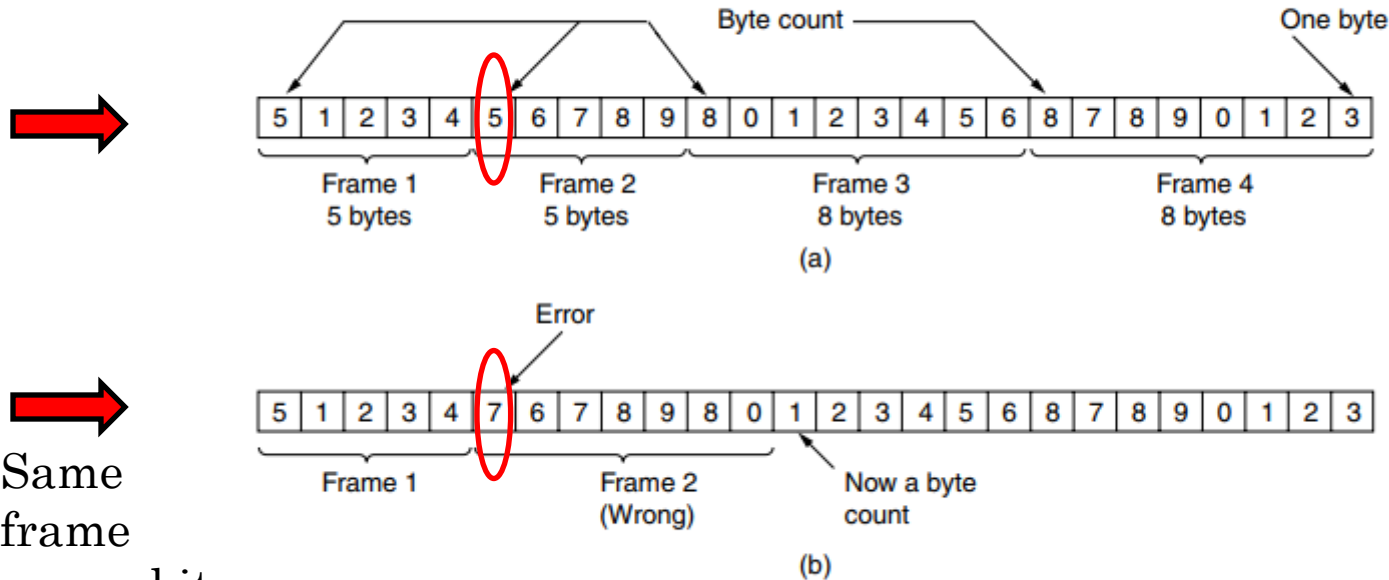 Byte count One byte
5 1 2 3 4 5 6 7 8 9 8 0 1 2 3 4 5 6 8 7 8 9 0 1 2 3
Frame 1 Frame 2 Frame 3 Frame 4
5 bytes 5 bytes 8 bytes 8 bytes
(a)
Error
5 1 2 3 4 7 6 7 8 9 8 0 1 2 3 4 5 6 8 7 8 9 0 1 2 3
Same
frame
Frame 1 Frame 2 Now a byte
(Wrong) count
(b)